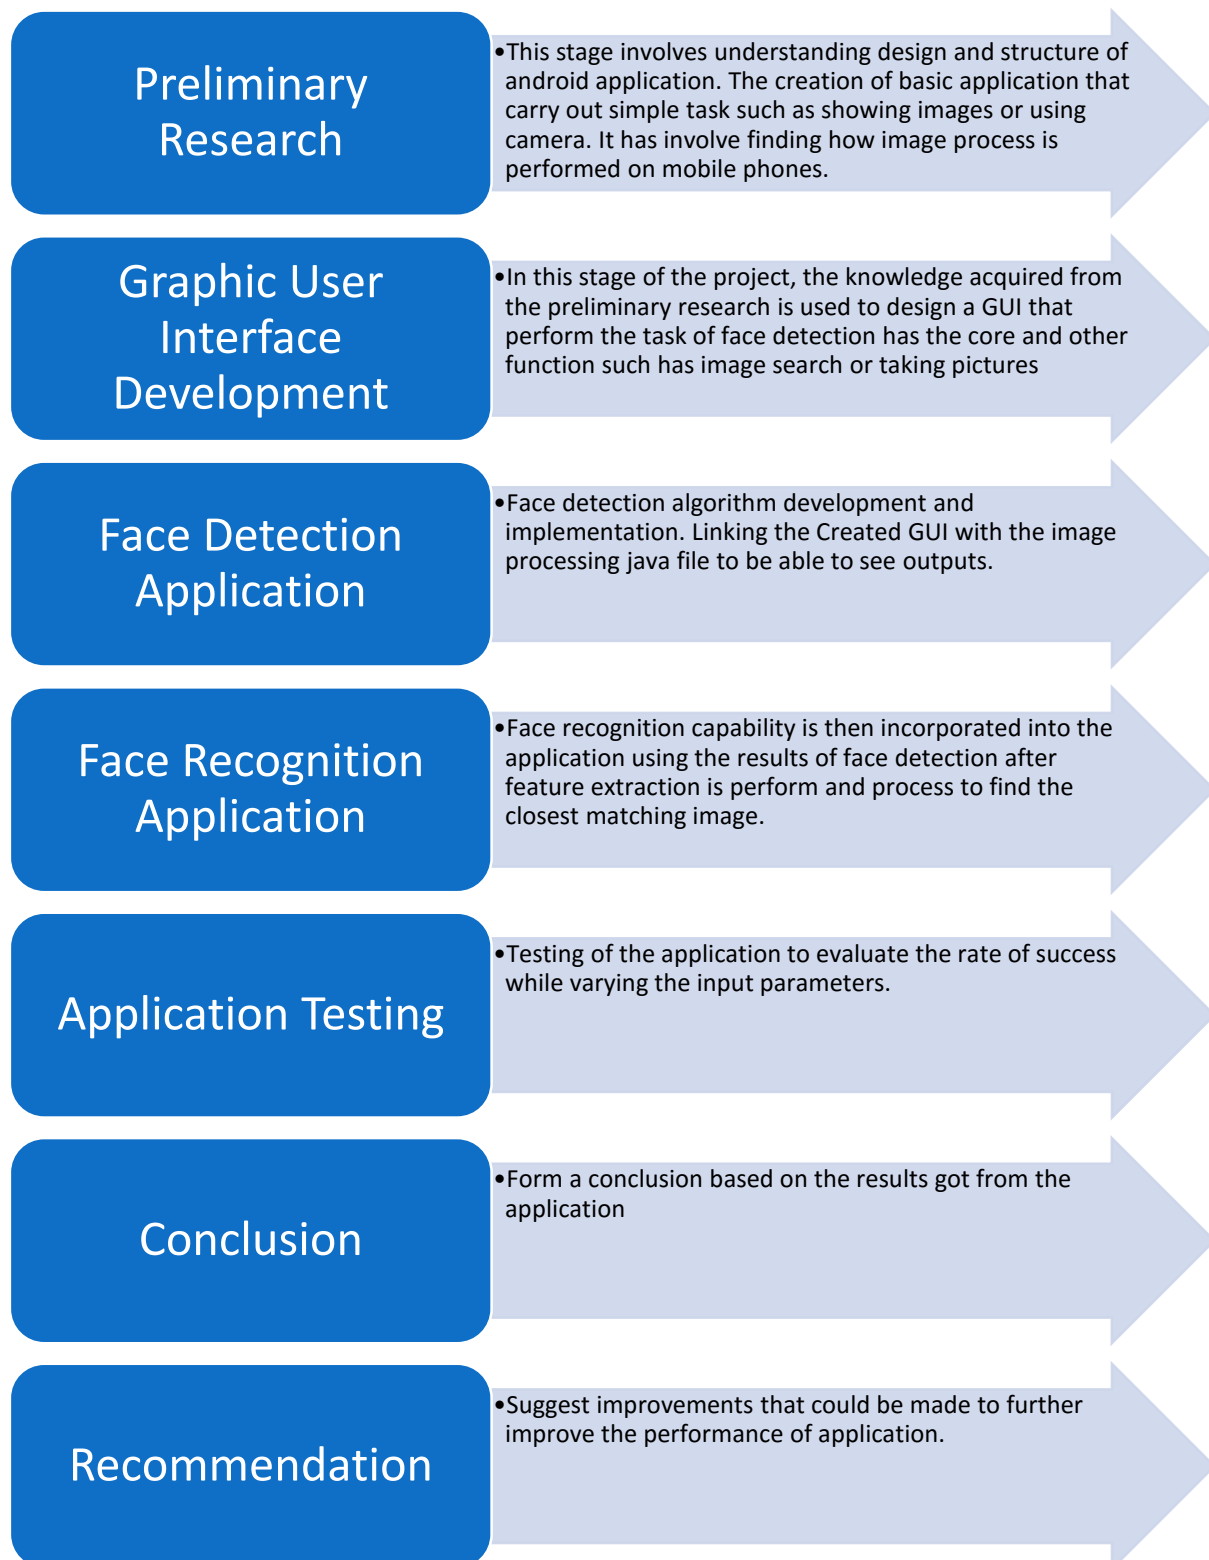 Preliminary
Research
•This stage involves understanding design and structure of
android application. The creation of basic application that
carry out simple task such as showing images or using
camera. It has involve finding how image process is
performed on mobile phones.
Graphic User
Interface
Development
•In this stage of the project, the knowledge acquired from
the preliminary research is used to design a GUI that
perform the task of face detection has the core and other
function such has image search or taking pictures
Face Detection
Application
•Face detection algorithm development and
implementation. Linking the Created GUI with the image
processing java file to be able to see outputs.
Face Recognition
Application
•Face recognition capability is then incorporated into the
application using the results of face detection after
feature extraction is perform and process to find the
closest matching image.
Application Testing
•Testing of the application to evaluate the rate of success
while varying the input parameters.
Conclusion
•Form a conclusion based on the results got from the
application
Recommendation
•Suggest improvements that could be made to further
improve the performance of application.